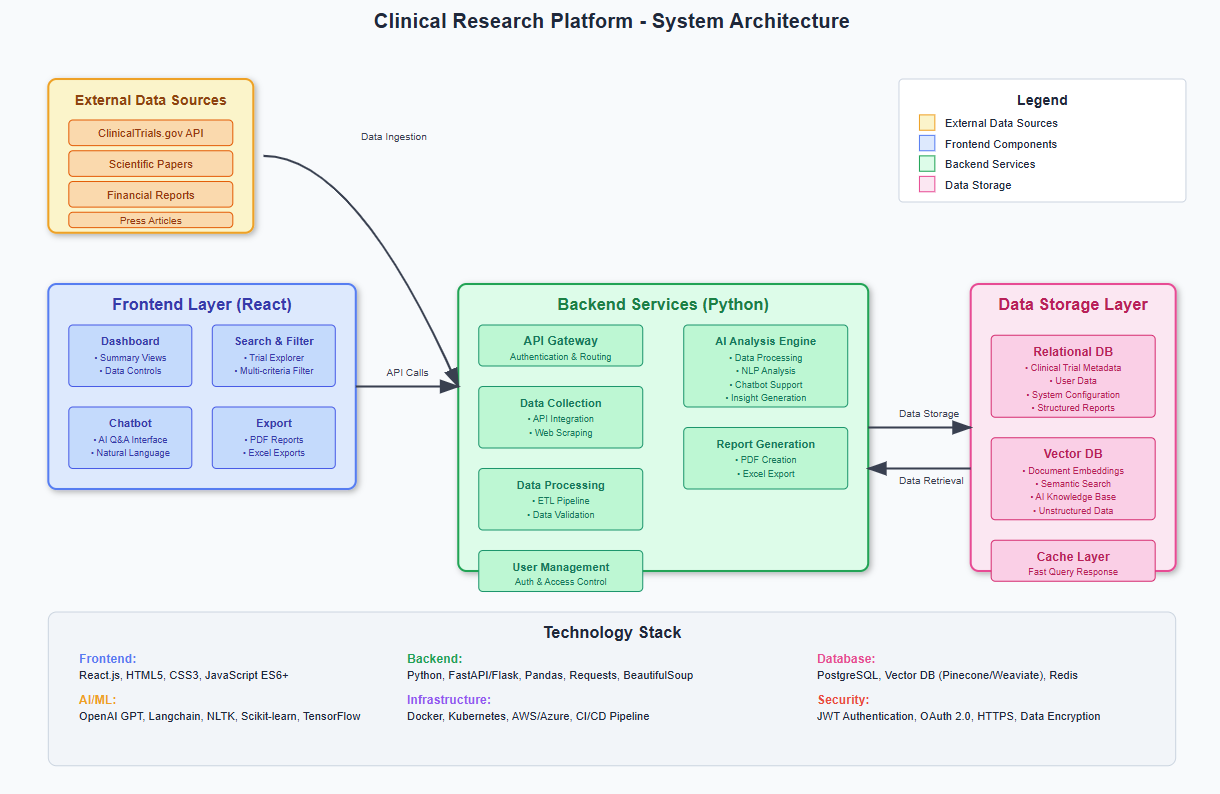 Clinical Research Platform - System Architecture
External Data Sources
ClinicalTrials.gov API
Scientific Papers
Financial Reports
Press Articles
Data Ingestion
Legend
External Data Sources
Frontend Components
Backend Services
Data Storage
Frontend Layer (React)
Dashboard
• Summary Views
• Data Controls
Search & Filter
• Trial Explorer
• Multi-criteria Filter
Chatbot
• AI Q&A Interface
• Natural Language
Export
• PDF Reports
• Excel Exports
API Calls
Backend Services (Python)
API Gateway
Authentication & Routing
Data Collection
• API Integration
• Web Scraping
Data Processing
• ETL Pipeline
• Data Validation
User Management
Auth & Access Control
AI Analysis Engine
• Data Processing
• NLP Analysis
• Chatbot Support
• Insight Generation
Report Generation
• PDF Creation
• Excel Export
Data Storage
Data Retrieval
Data Storage Layer
Relational DB
• Clinical Trial Metadata
• User Data
• System Configuration
• Structured Reports
Vector DB
• Document Embeddings
• Semantic Search
• AI Knowledge Base
• Unstructured Data
Cache Layer
Fast Query Response
Technology Stack
Frontend:
React.js, HTML5, CSS3, JavaScript ES6+
Backend:
Python, FastAPI/Flask, Pandas, Requests, BeautifulSoup
Database:
PostgreSQL, Vector DB (Pinecone/Weaviate), Redis
AI/ML:
OpenAI GPT, Langchain, NLTK, Scikit-learn, TensorFlow
Infrastructure:
Docker, Kubernetes, AWS/Azure, CI/CD Pipeline
Security:
JWT Authentication, OAuth 2.0, HTTPS, Data Encryption